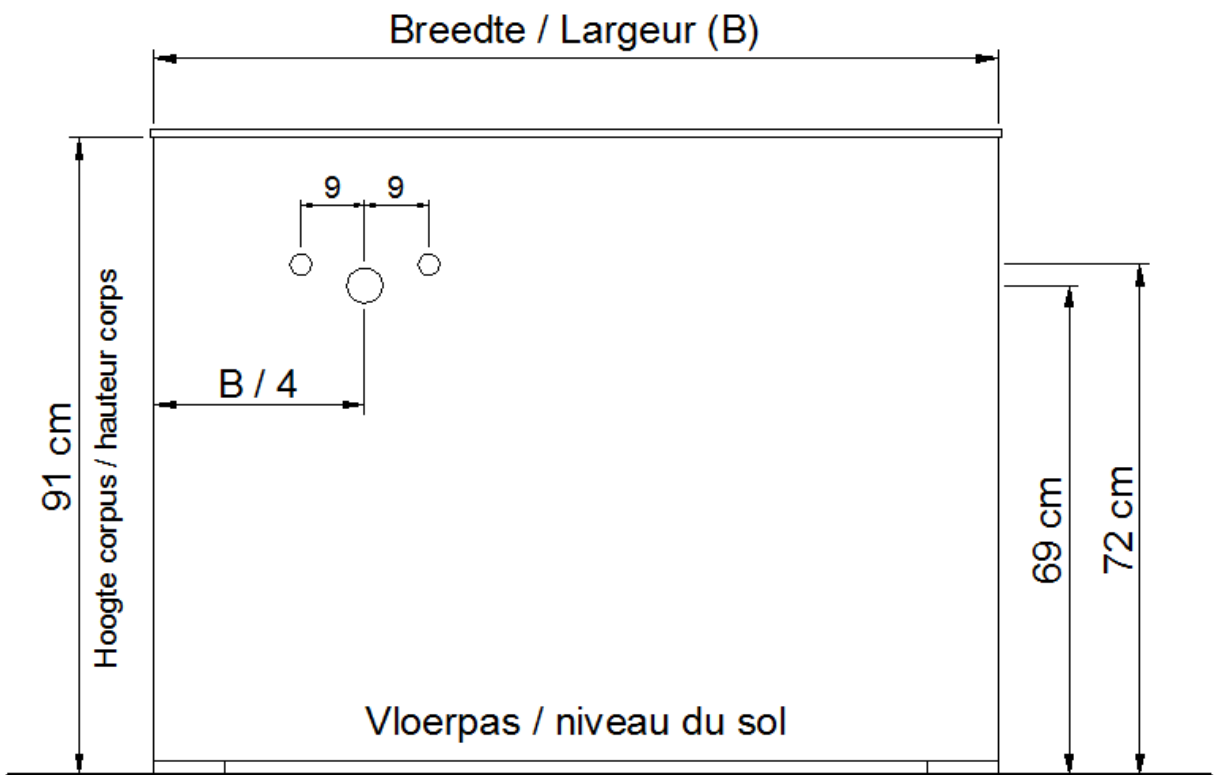 Breedte / Largeur (B)
9 9
B / 4
91 cm
Hoogte corpus / hauteur corps
69 cm
72 cm
Vloerpas / niveau du sol